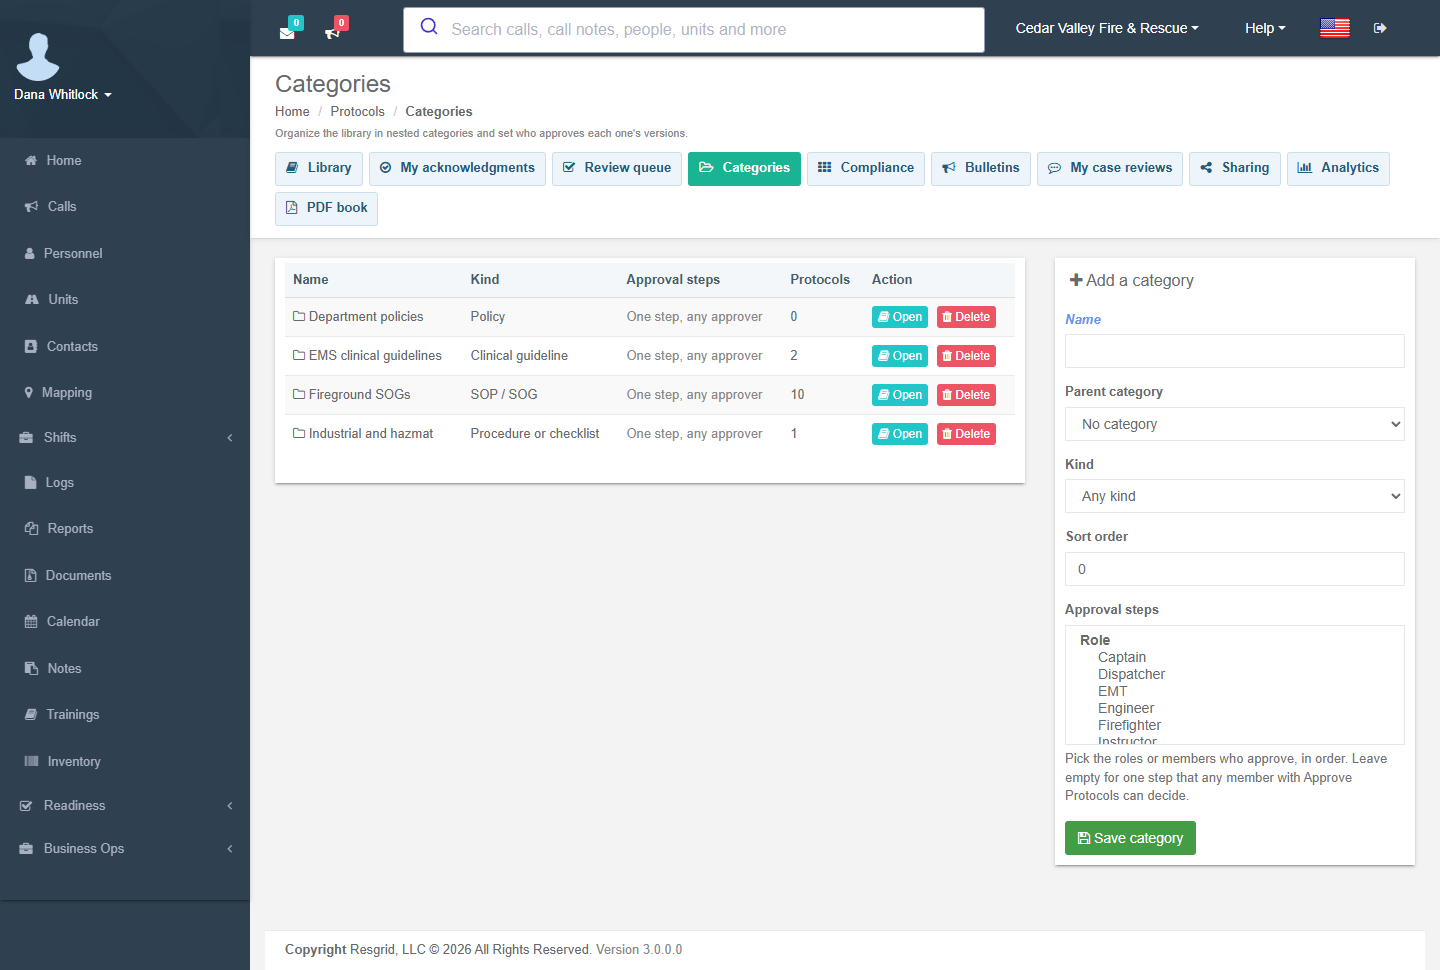 0
0
Search calls, call notes, people, units and more
Cedar Valley Fire & Rescue
Help
Dana Whitlock
Home
Calls
Personnel
Units
Contacts
Mapping
Shifts
Logs
Reports
Documents
Calendar
Notes
Trainings
Inventory
Readiness
Business Ops
Categories
Home / Protocols / Categories
Organize the library in nested categories and set who approves each one's versions.
Library
My acknowledgments
Review queue
Categories
Compliance
Bulletins
My case reviews
Sharing
Analytics
PDF book
Name Kind Approval steps Protocols Action
Department policies Policy One step, any approver 0 Open Delete
EMS clinical guidelines Clinical guideline One step, any approver 2 Open Delete
Fireground SOGs SOP / SOG One step, any approver 10 Open Delete
Industrial and hazmat Procedure or checklist One step, any approver 1 Open Delete
Add a category
Name
Parent category
No category
Kind
Any kind
Sort order
0
Approval steps
Role
Captain
Dispatcher
EMT
Engineer
Firefighter
Instructor
Pick the roles or members who approve, in order. Leave
empty for one step that any member with Approve
Protocols can decide.
Save category
Copyright Resgrid, LLC © 2026 All Rights Reserved. Version 3.0.0.0